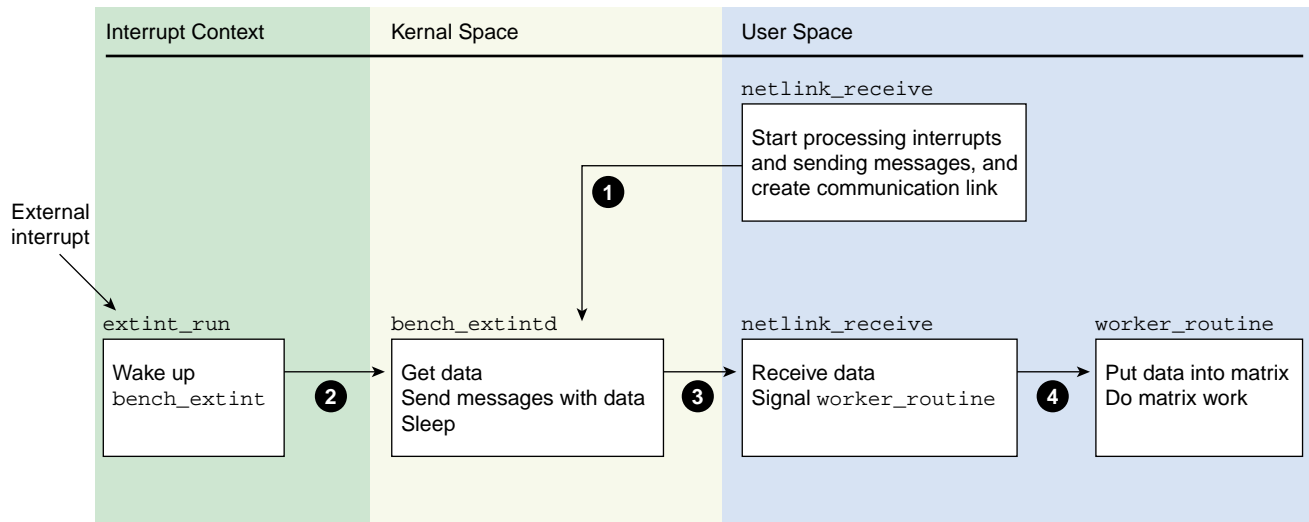 Interrupt Context
Kernal Space
User Space
netlink_receive
Start processing interrupts
and sending messages, and
create communication link
1
External
interrupt
extint_run
Wake up
bench_extint
2
bench_extintd
Get data
Send messages with data
Sleep
3
netlink_receive
Receive data
Signal worker_routine
4
worker_routine
Put data into matrix
Do matrix work